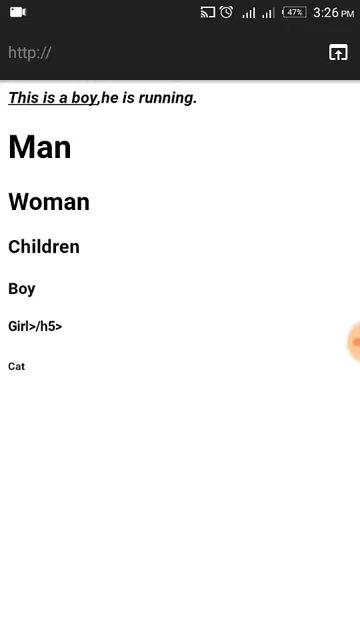 47% 3:26 PM
http://
This is a boy,he is running.
Man
Woman
Children
Boy
Girl>/h5>
Cat